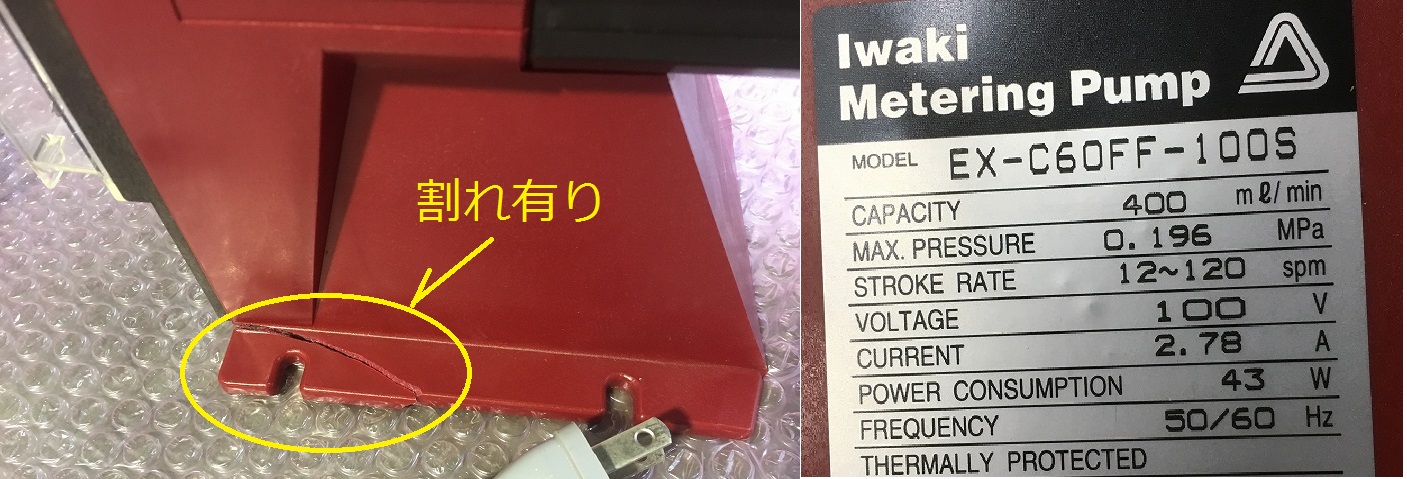 割れ有り
Iwaki
Metering Pump
MODEL EX-C60FF-100S
CAPACITY 400 mℓ/min
MAX. PRESSURE 0.196 MPa
STROKE RATE 12~120 spm
VOLTAGE 100 V
CURRENT 2.78 A
POWER CONSUMPTION 43 W
FREQUENCY 50/60 Hz
THERMALLY PROTECTED